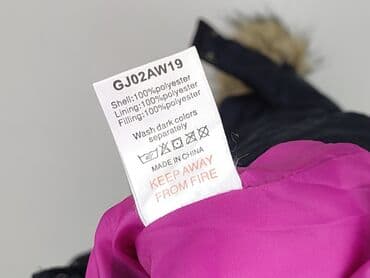 GJ02AW19
Shell:100%polyester
Lining:100%polyester
Filling:100%polyester
Wash dark colors
separately
MADE IN CHINA
KEEP AWAY
FROM FIRE